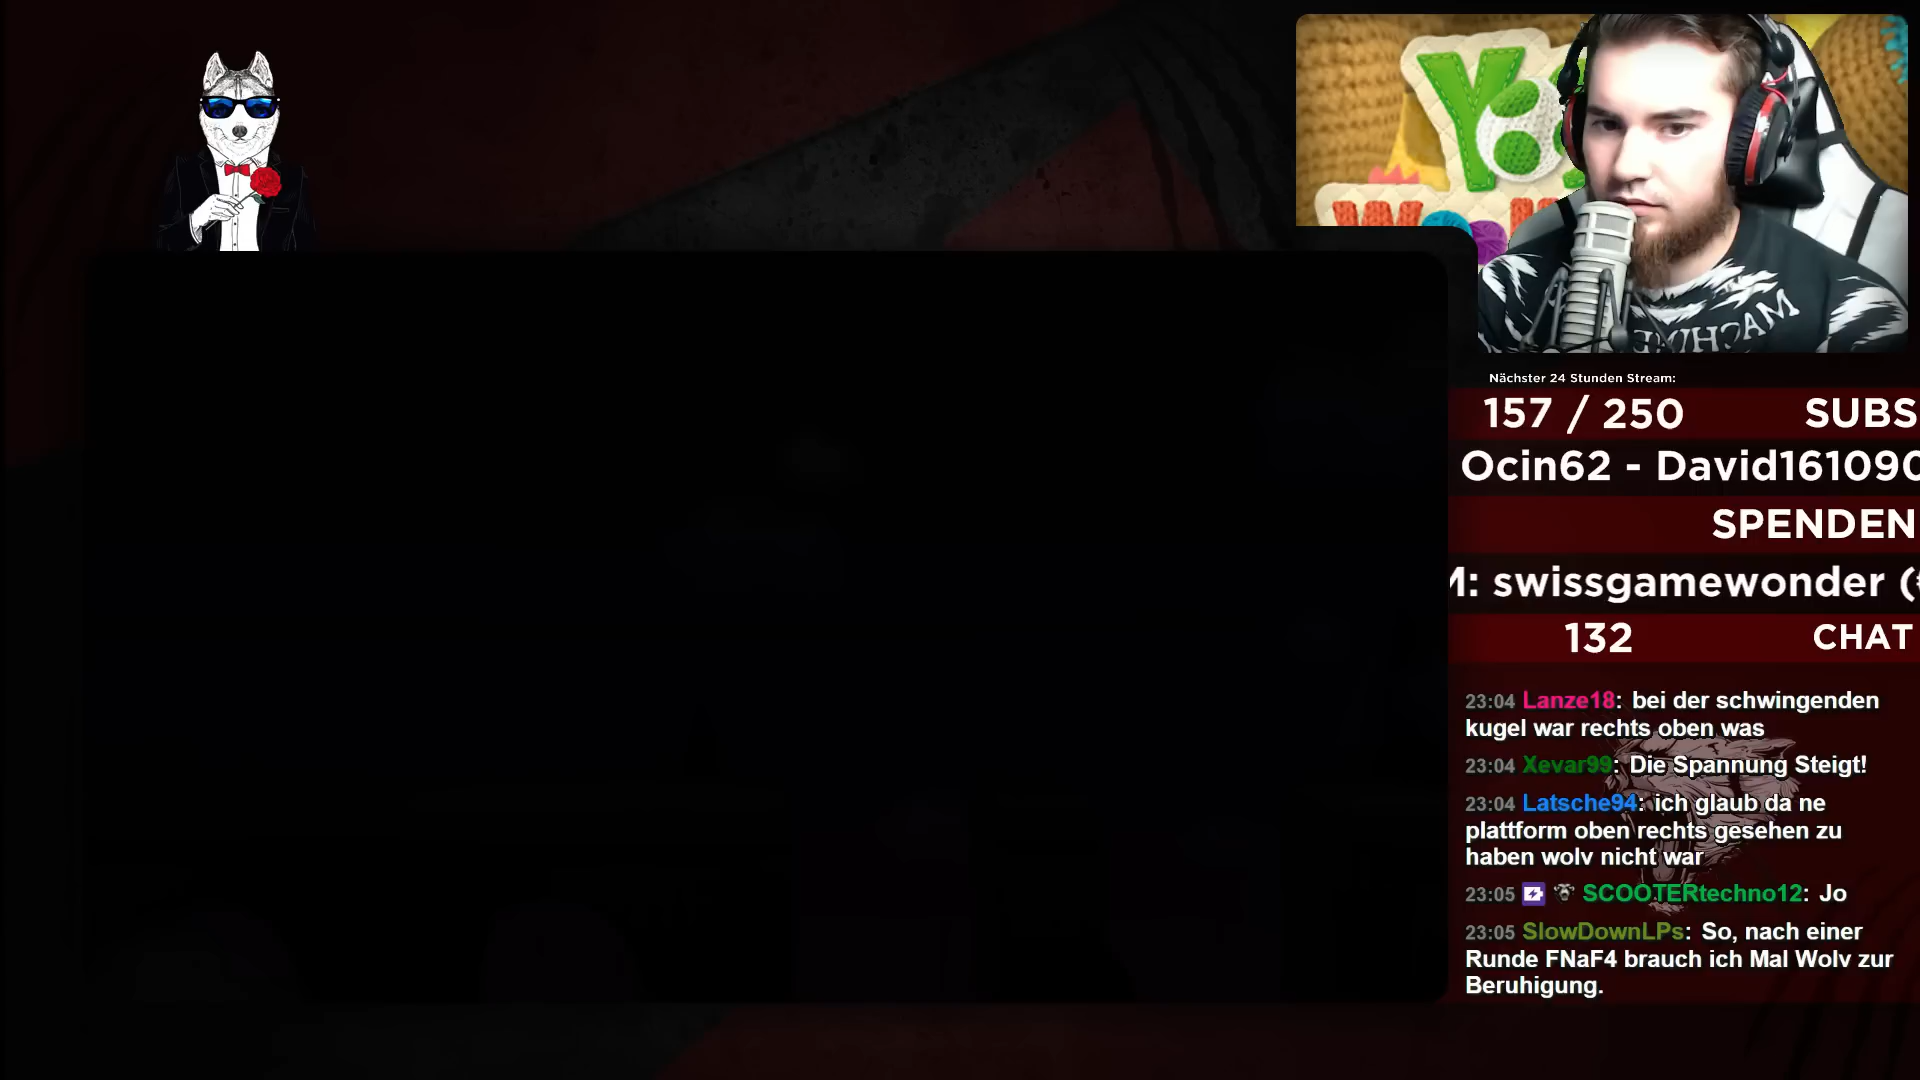 Nächster 24 Stunden Stream:
157 / 250 SUBS
Ocin62 - David161090
SPENDEN
M: swissgamewonder (
132 CHAT
23:04 Lanze18: bei der schwingenden
kugel war rechts oben was
23:04 Xevar99: Die Spannung Steigt!
23:04 Latsche94: ich glaub da ne
plattform oben rechts gesehen zu
haben wolv nicht war
23:05 SCOOTERtechno12: Jo
23:05 SlowDownLPs: So, nach einer
Runde FNaF4 brauch ich Mal Wolv zur
Beruhigung.